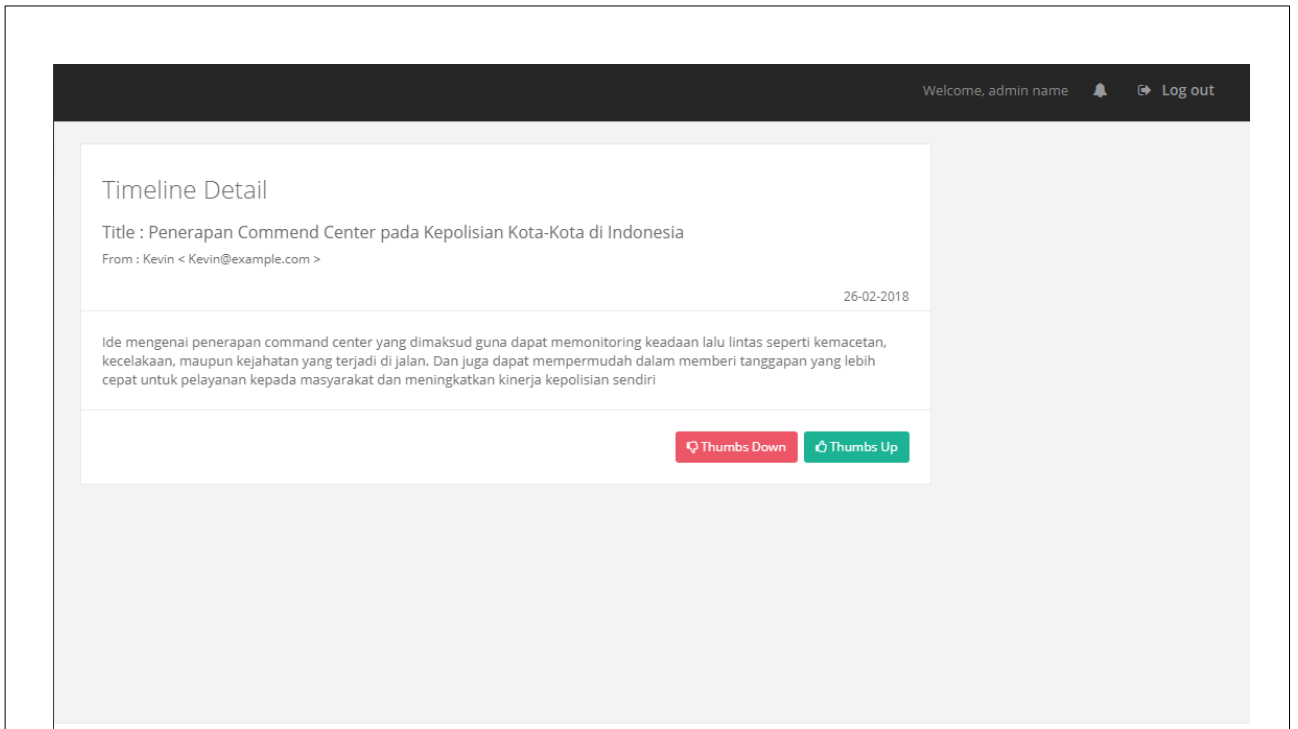 Welcome, admin name
Log out
Timeline Detail
Title : Penerapan Commend Center pada Kepolisian Kota-Kota di Indonesia
From : Kevin < Kevin@example.com >
26-02-2018
Ide mengenai penerapan command center yang dimaksud guna dapat memonitoring keadaan lalu lintas seperti kemacetan,
kecelakaan, maupun kejahatan yang terjadi di jalan. Dan juga dapat mempermudah dalam memberi tanggapan yang lebih
cepat untuk pelayanan kepada masyarakat dan meningkatkan kinerja kepolisian sendiri
Thumbs Down
Thumbs Up